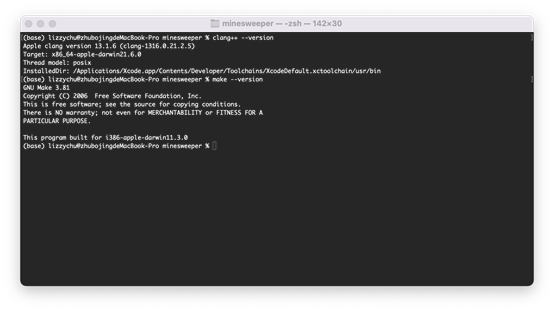 minesweeper — -zsh — 142×30
(base) lizzychu@zhubojingdeMacBook-Pro minesweeper % clang++ --version
Apple clang version 13.1.6 (clang-1316.0.21.2.5)
Target: x86_64-apple-darwin21.6.0
Thread model: posix
InstalledDir: /Applications/Xcode.app/Contents/Developer/Toolchains/XcodeDefault.xctoolchain/usr/bin
(base) lizzychu@zhubojingdeMacBook-Pro minesweeper % make --version
GNU Make 3.81
Copyright (C) 2006  Free Software Foundation, Inc.
This is free software; see the source for copying conditions.
There is NO warranty; not even for MERCHANTABILITY or FITNESS FOR A
PARTICULAR PURPOSE.
This program built for i386-apple-darwin11.3.0
(base) lizzychu@zhubojingdeMacBook-Pro minesweeper %